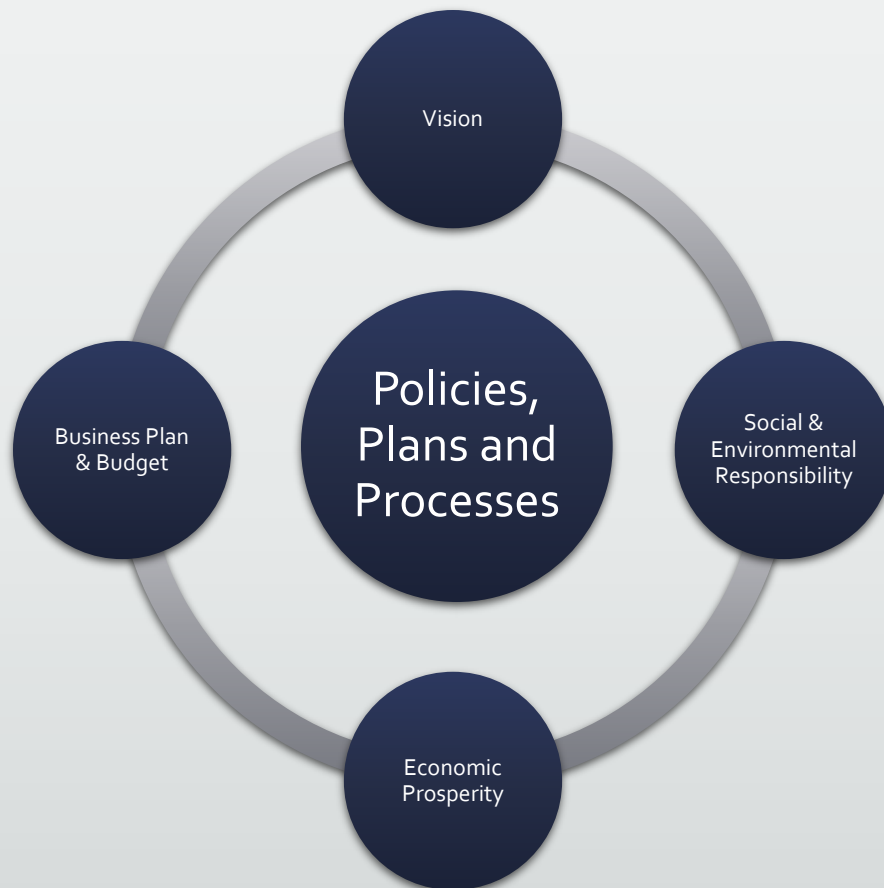 Vision
Policies,
Plans and
Processes
Business Plan
& Budget
Social &
Environmental
Responsibility
Economic
Prosperity